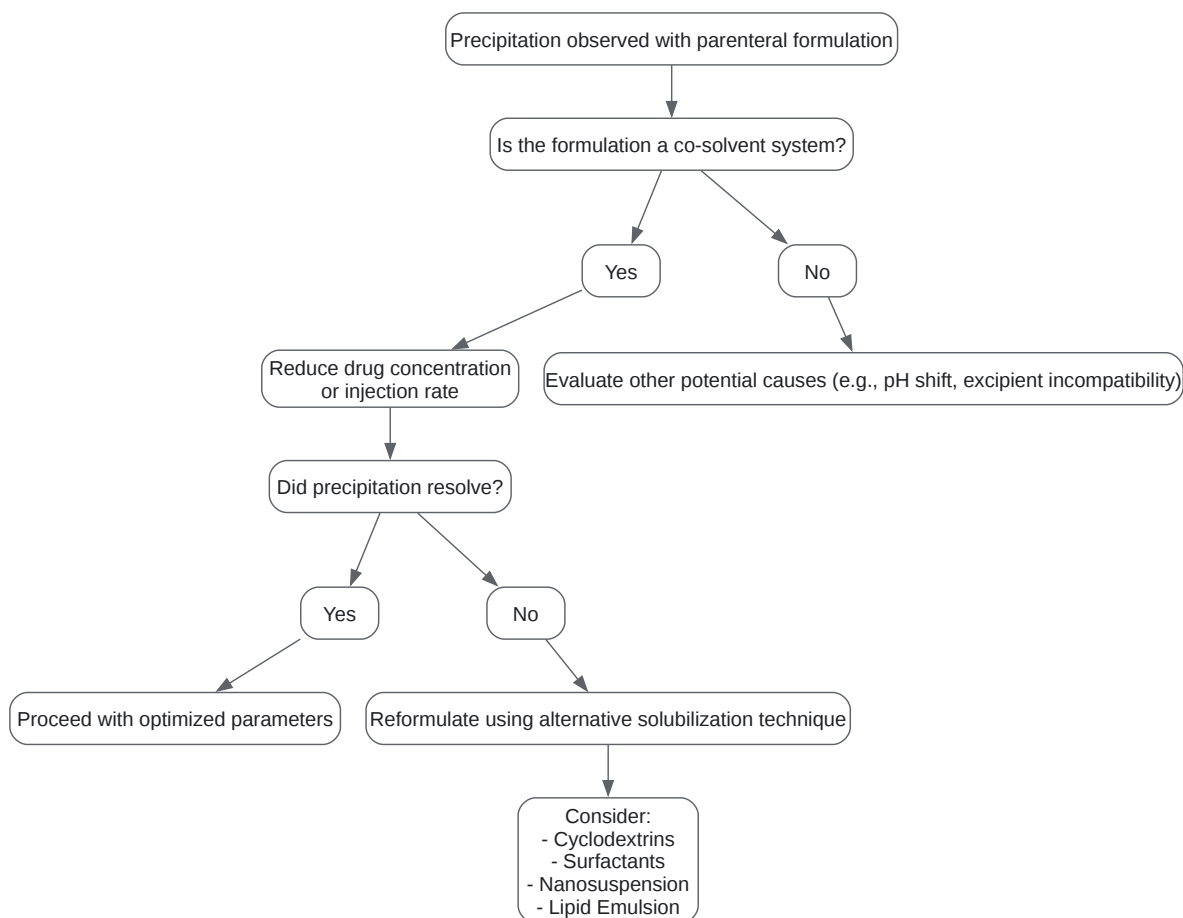 Precipitation observed with parenteral formulation
Is the formulation a co-solvent system?
Yes
No
Reduce drug concentration
or injection rate
Evaluate other potential causes (e.g., pH shift, excipient incompatibility)
Did precipitation resolve?
Yes
No
Proceed with optimized parameters
Reformulate using alternative solubilization technique
Consider:
- Cyclodextrins
- Surfactants
- Nanosuspension
- Lipid Emulsion